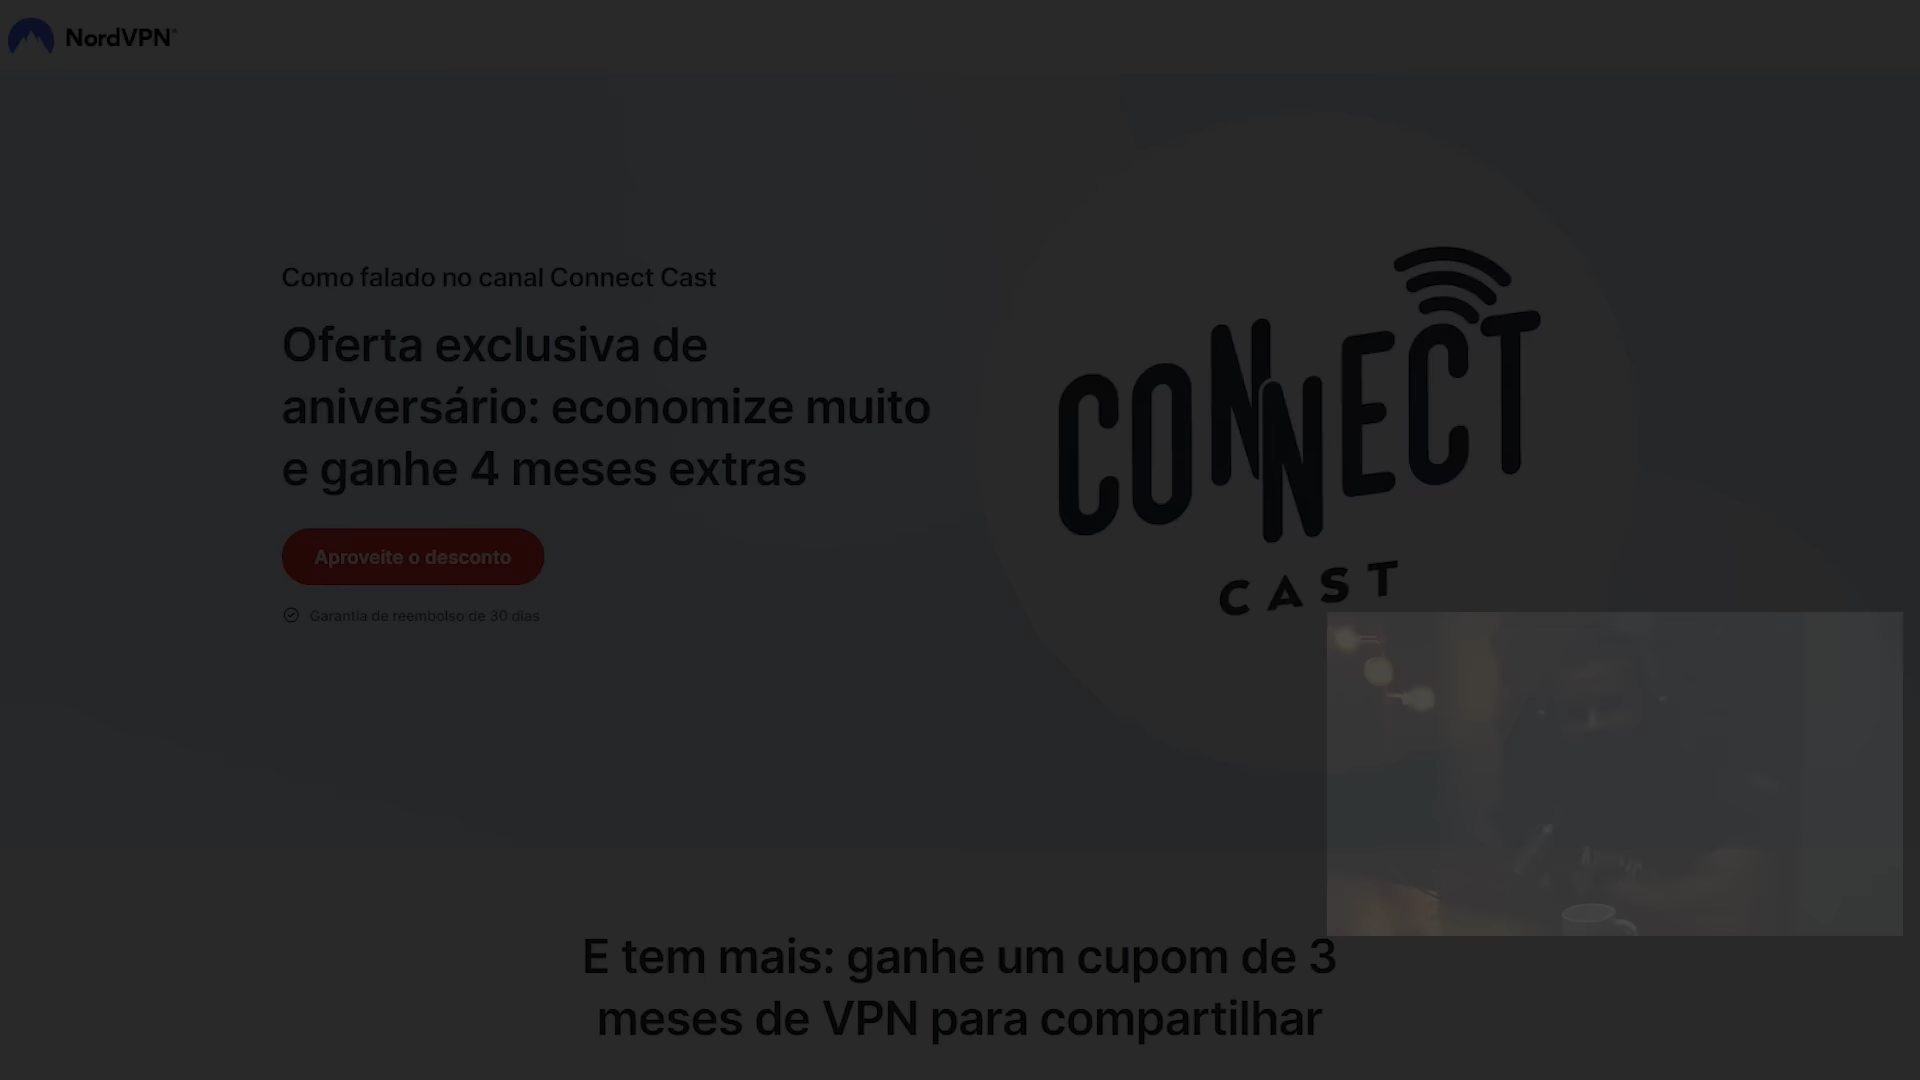 NordVPN®
Como falado no canal Connect Cast
Oferta exclusiva de
aniversário: economize muito
e ganhe 4 meses extras
Aproveite o desconto
Garantia de reembolso de 30 dias
CONNECT
CAST
E tem mais: ganhe um cupom de 3
meses de VPN para compartilhar